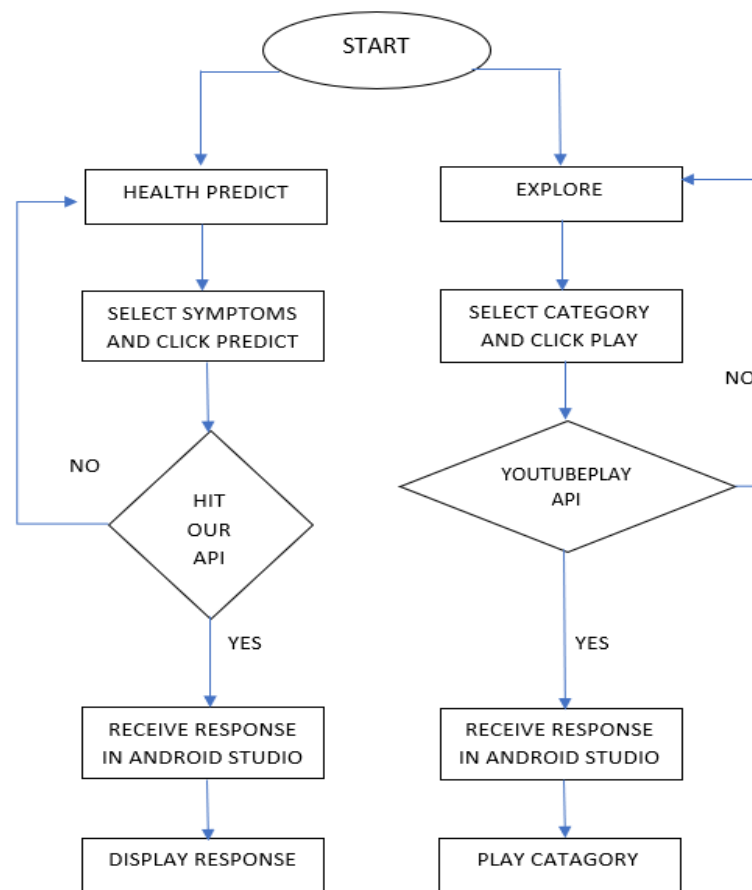 START
HEALTH PREDICT
SELECT SYMPTOMS
AND CLICK PREDICT
NO
HIT
OUR
API
YES
RECEIVE RESPONSE
IN ANDROID STUDIO
DISPLAY RESPONSE
EXPLORE
SELECT CATEGORY
AND CLICK PLAY
NO
YOUTUBEPLAY
API
YES
RECEIVE RESPONSE
IN ANDROID STUDIO
PLAY CATAGORY